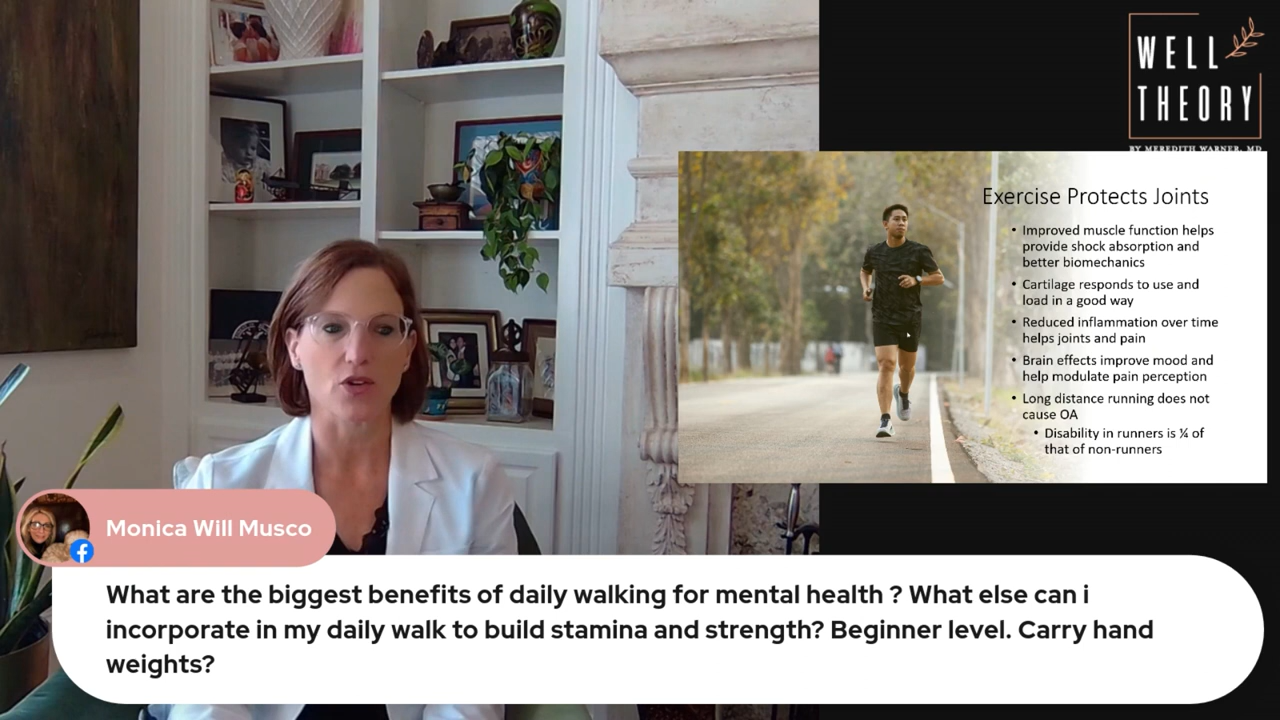 WELL
THEORY
BY MEREDITH WARNER, MD
Exercise Protects Joints
• Improved muscle function helps
provide shock absorption and
better biomechanics
• Cartilage responds to use and
load in a good way
• Reduced inflammation over time
helps joints and pain
• Brain effects improve mood and
help modulate pain perception
• Long distance running does not
cause OA
• Disability in runners is ¼ of
that of non-runners
Monica Will Musco
What are the biggest benefits of daily walking for mental health ? What else can i
incorporate in my daily walk to build stamina and strength? Beginner level. Carry hand
weights?